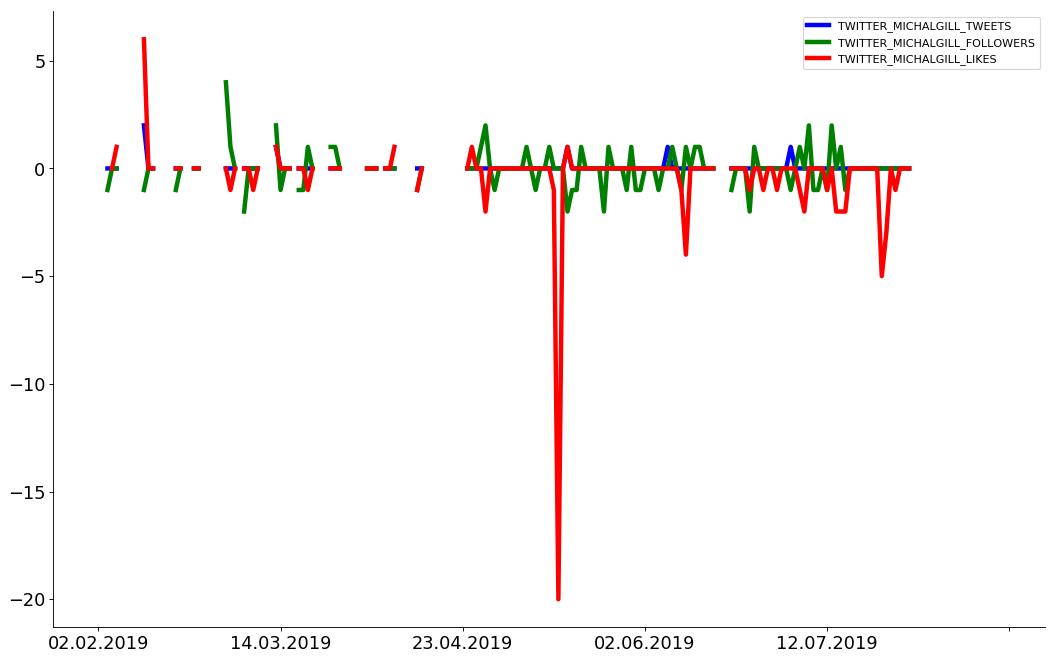 TWITTER_MICHALGILL_TWEETS
TWITTER_MICHALGILL_FOLLOWERS
TWITTER_MICHALGILL_LIKES
5
0
−5
−10
−15
−20
02.02.2019 14.03.2019 23.04.2019 02.06.2019 12.07.2019